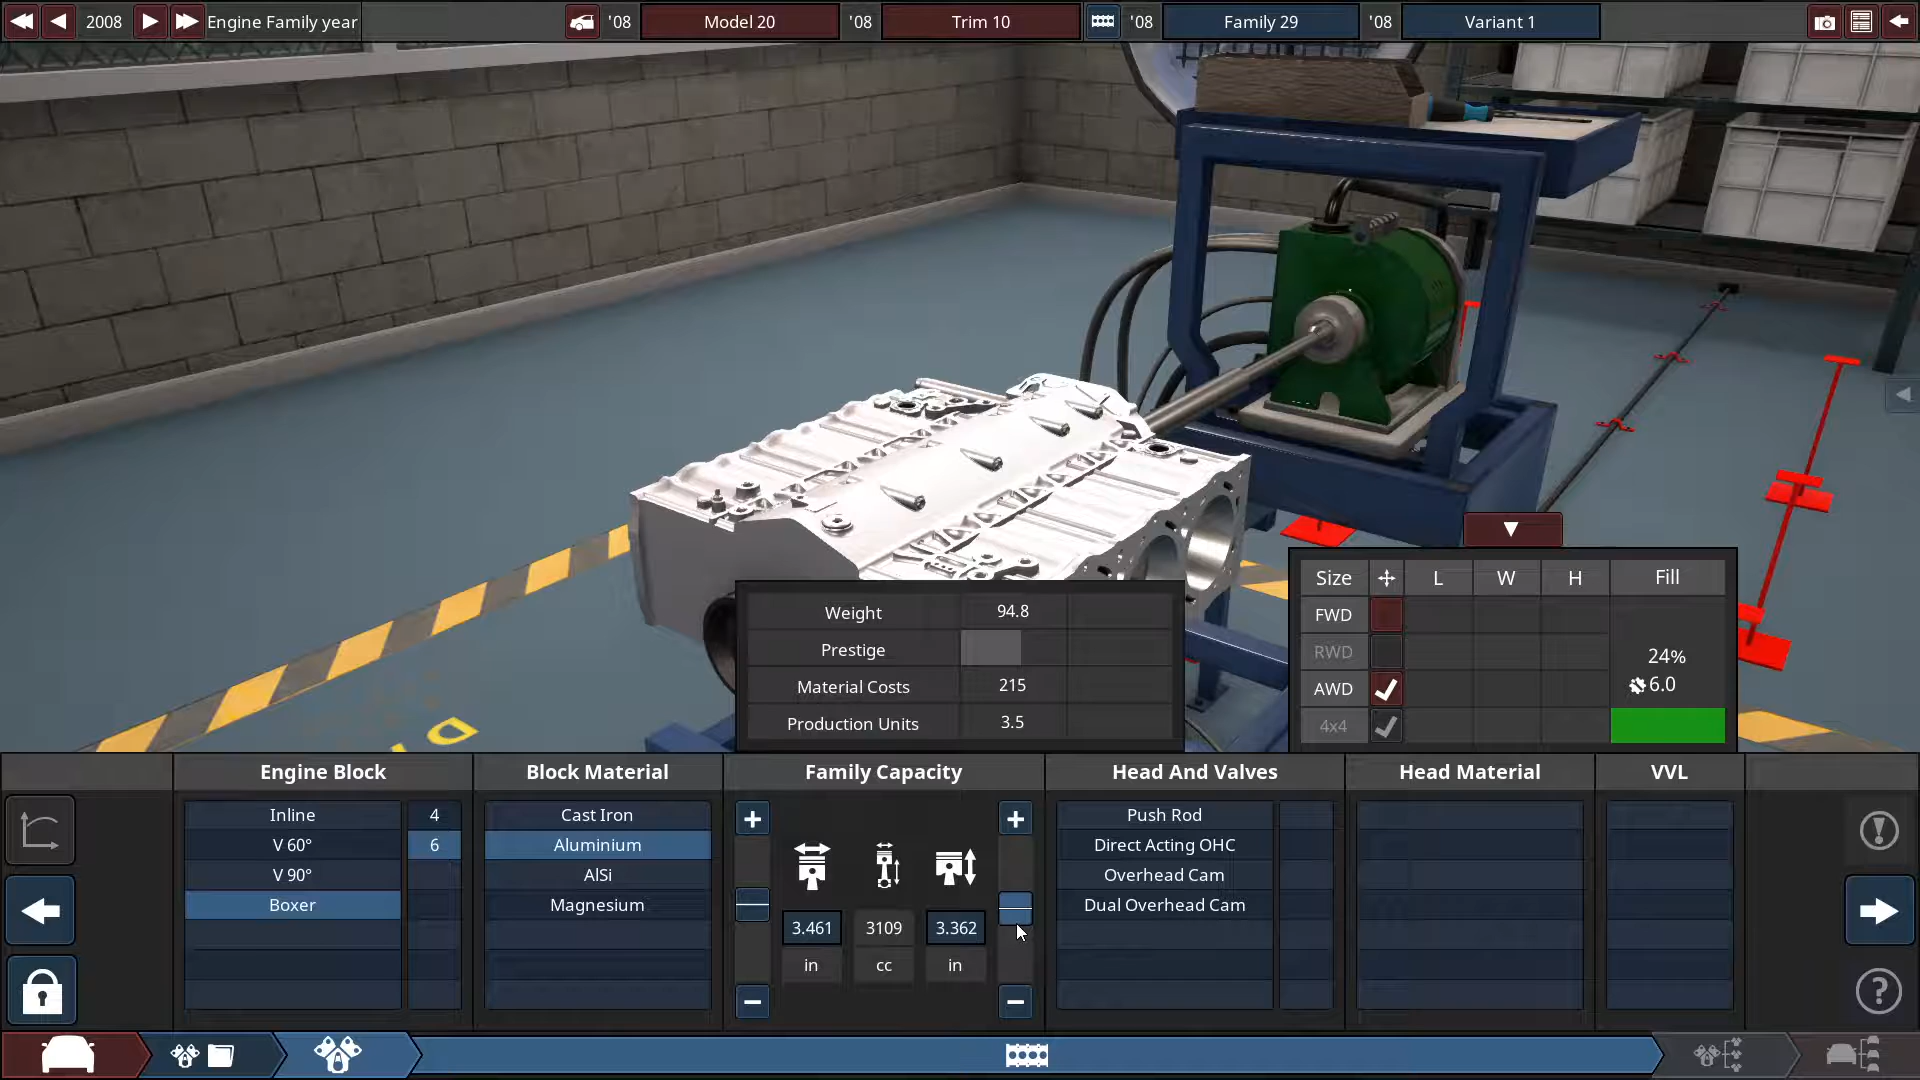 2008 Engine Family year '08 Model 20 '08 Trim 10 '08 Family 29 '08 Variant 1
Size L W H Fill
FWD
RWD
AWD
4x4
24%
6.0
Weight 94.8
Prestige
Material Costs 215
Production Units 3.5
Engine Block
Inline 4
V 60° 6
V 90°
Boxer
Block Material
Cast Iron
Aluminium
AlSi
Magnesium
Family Capacity
3.461 3109 3.362
in cc in
Head And Valves
Push Rod
Direct Acting OHC
Overhead Cam
Dual Overhead Cam
Head Material
VVL